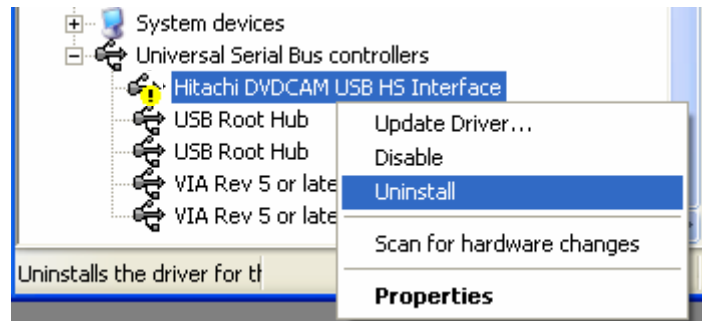 System devices
Universal Serial Bus controllers
Hitachi DVDCAM USB HS Interface
USB Root Hub
USB Root Hub
VIA Rev 5 or late
VIA Rev 5 or late
Update Driver...
Disable
Uninstall
Scan for hardware changes
Properties
Uninstalls the driver for